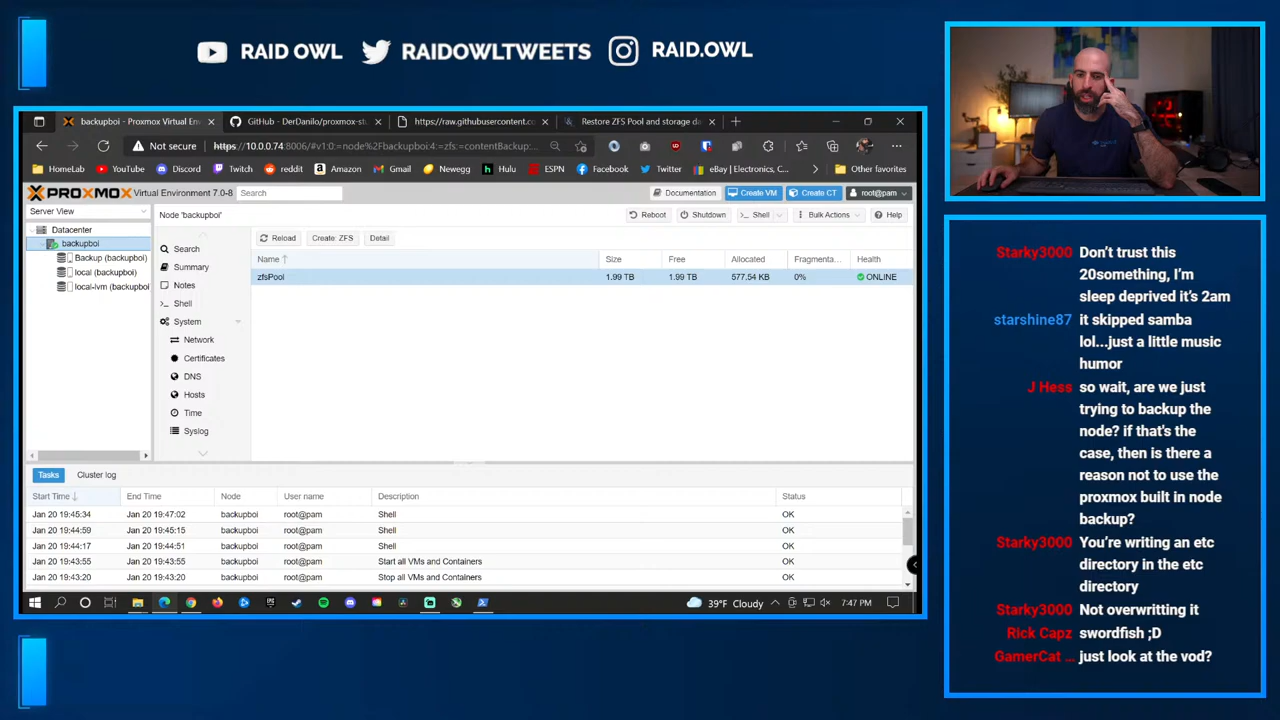 RAID OWL
RAIDOWLTWEETS
RAID.OWL
backupboi - Proxmox Virtual En
GitHub - DerDanilo/proxmox-st
https://raw.githubusercontent.c
Restore ZFS Pool and storage d
Not secure
https://10.0.0.74:8006/#v1:0:=node%2Fbackupboi:4:=zfs:=contentBackup:
HomeLab
YouTube
Discord
Twitch
reddit
Amazon
Gmail
Newegg
Hulu
ESPN
Facebook
Tinder
eBay | Electronics, C
Other favorites
PROXMOX Virtual Environment 7.0-8
Search
Documentation
Create VM
Create CT
root@pam
Server View
Node 'backupboi'
Reboot
Shutdown
Shell
Bulk Actions
Help
Datacenter
backupboi
Backup (backupboi)
local (backupboi)
local-lvm (backupboi
Search
Summary
Notes
Shell
System
Network
Certificates
DNS
Hosts
Time
Syslog
Reload
Create: ZFS
Detail
Name
Size
Free
Allocated
Fragmenta...
Health
zfsPool
1.99 TB
1.99 TB
577.54 KB
0%
ONLINE
Tasks
Cluster log
Start Time
End Time
Node
User name
Description
Status
Jan 20 19:45:34 Jan 20 19:47:02 backupboi root@pam Shell OK
Jan 20 19:44:59 Jan 20 19:45:15 backupboi root@pam Shell OK
Jan 20 19:44:17 Jan 20 19:44:51 backupboi root@pam Shell OK
Jan 20 19:43:55 Jan 20 19:43:55 backupboi root@pam Start all VMs and Containers OK
Jan 20 19:43:20 Jan 20 19:43:20 backupboi root@pam Stop all VMs and Containers OK
39°F Cloudy
7:47 PM
Starky3000 Don't trust this
20something, I'm
sleep deprived it's 2am
starshine87 it skipped samba
lol...just a little music
humor
J Hess so wait, are we just
trying to backup the
node? if that's the
case, then is there a
reason not to use the
proxmox built in node
backup?
Starky3000 You're writing an etc
directory in the etc
directory
Starky3000 Not overwritting it
Rick Capz swordfish ;D
GamerCat ... just look at the vod?